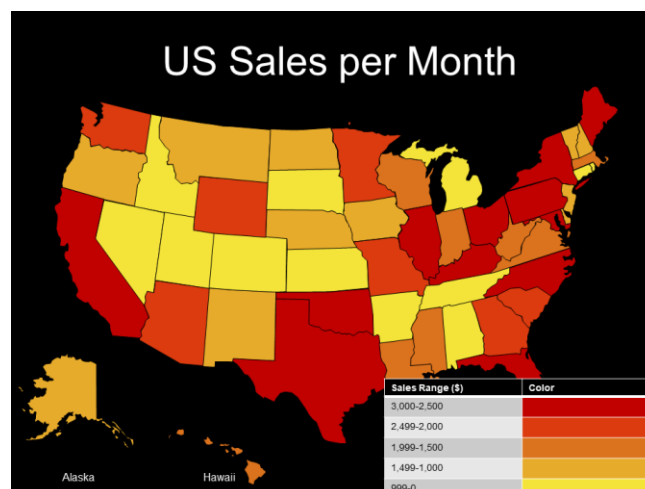 US Sales per Month
Sales Range ($) Color
3,000-2,500
2,499-2,000
1,999-1,500
1,499-1,000
999-0
Alaska Hawaii